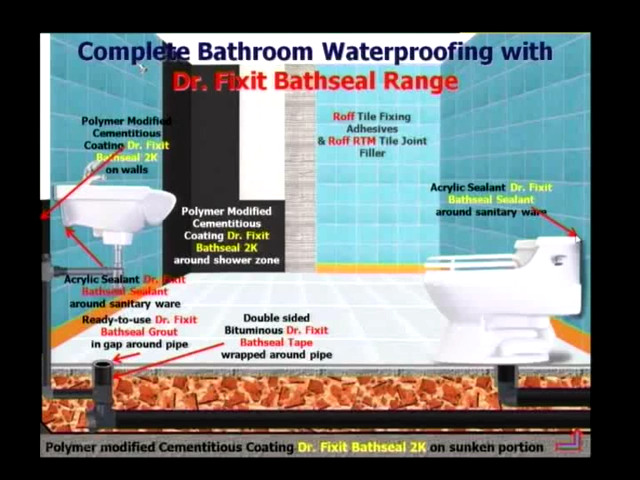 Complete Bathroom Waterproofing with
Dr. Fixit Bathseal Range
Polymer Modified
Cementitious
Coating Dr. Fixit
Bathseal 2K
on walls
Roff Tile Fixing
Adhesives
& Roff RTM Tile Joint
Filler
Acrylic Sealant Dr. Fixit
Bathseal Sealant
around sanitary ware
Polymer Modified
Cementitious
Coating Dr. Fixit
Bathseal 2K
around shower zone
Acrylic Sealant Dr. Fixit
Bathseal Sealant
around sanitary ware
Ready-to-use Dr. Fixit
Bathseal Grout
in gap around pipe
Double sided
Bituminous Dr. Fixit
Bathseal Tape
wrapped around pipe
Polymer modified Cementitious Coating Dr. Fixit Bathseal 2K on sunken portion